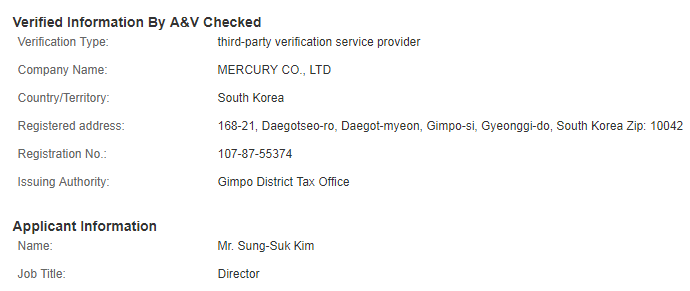 Verified Information By A&V Checked
Verification Type: third-party verification service provider
Company Name: MERCURY CO., LTD
Country/Territory: South Korea
Registered address: 168-21, Daegotseo-ro, Daegot-myeon, Gimpo-si, Gyeonggi-do, South Korea Zip: 10042
Registration No.: 107-87-55374
Issuing Authority: Gimpo District Tax Office
Applicant Information
Name: Mr. Sung-Suk Kim
Job Title: Director